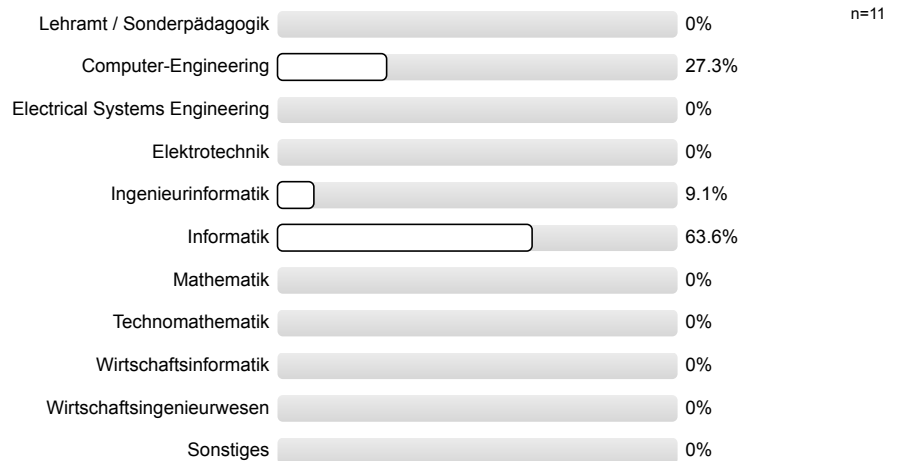 n=11
Lehramt / Sonderpädagogik 0%
Computer-Engineering 27.3%
Electrical Systems Engineering 0%
Elektrotechnik 0%
Ingenieurinformatik 9.1%
Informatik 63.6%
Mathematik 0%
Technomathematik 0%
Wirtschaftsinformatik 0%
Wirtschaftsingenieurwesen 0%
Sonstiges 0%